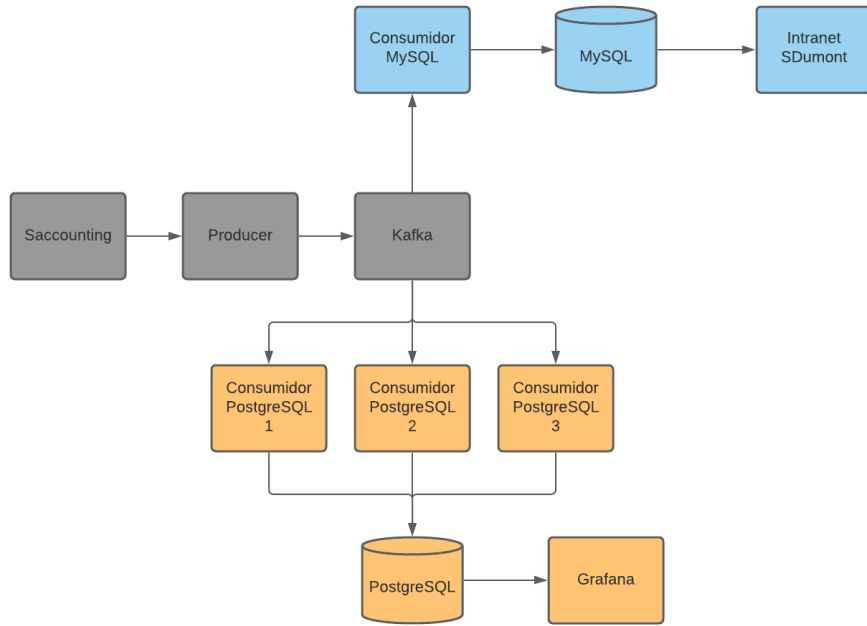 Consumidor
MySQL
MySQL
Intranet
SDumont
Saccounting
Producer
Kafka
Consumidor
PostgreSQL
1
Consumidor
PostgreSQL
2
Consumidor
PostgreSQL
3
PostgreSQL
Grafana